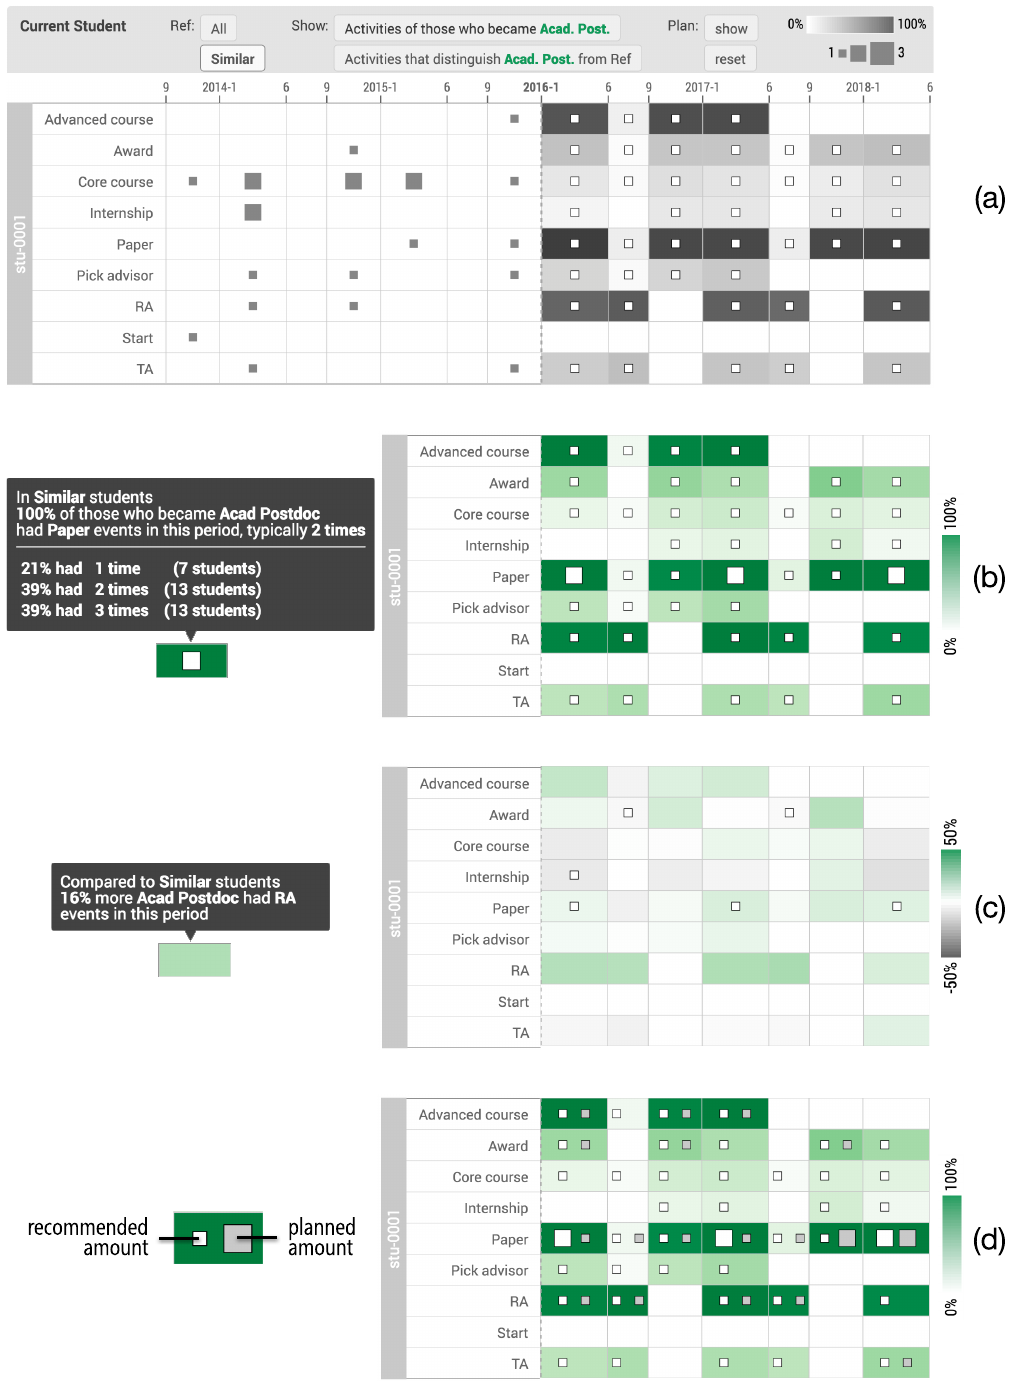 Current Student Ref: All Show: Activities of those who became Acad. Post. Plan: show 0% 100%
Similar Activities that distinguish Acad. Post. from Ref reset 1 3
9 2014-1 6 9 2015-1 6 9 2016-1 6 9 2017-1 6 9 2018-1 6
stu-0001
Advanced course
Award
Core course
Internship
Paper
Pick advisor
RA
Start
TA
(a)
In Similar students
100% of those who became Acad Postdoc
had Paper events in this period, typically 2 times
21% had 1 time (7 students)
39% had 2 times (13 students)
39% had 3 times (13 students)
stu-0001
Advanced course
Award
Core course
Internship
Paper
Pick advisor
RA
Start
TA
100%
0%
(b)
Compared to Similar students
16% more Acad Postdoc had RA
events in this period
stu-0001
Advanced course
Award
Core course
Internship
Paper
Pick advisor
RA
Start
TA
50%
-50%
(c)
recommended
amount
planned
amount
stu-0001
Advanced course
Award
Core course
Internship
Paper
Pick advisor
RA
Start
TA
100%
0%
(d)